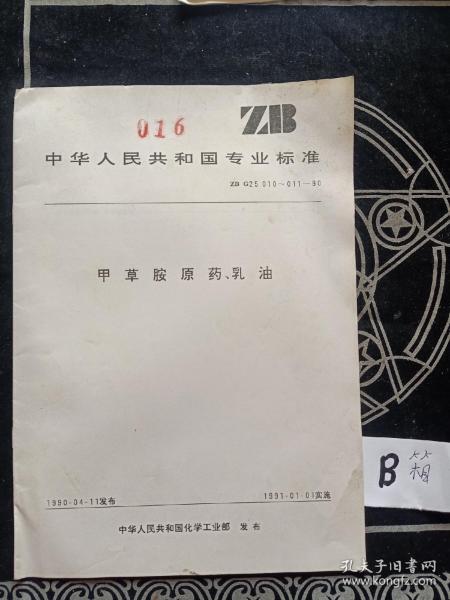 016
ZB
中华人民共和国专业标准
ZB G25 010～011—90
甲草胺原药、乳油
1990-04-11发布 1991-01-01实施
中华人民共和国化学工业部 发布
B箱
孔夫子旧书网
www.kongfz.com